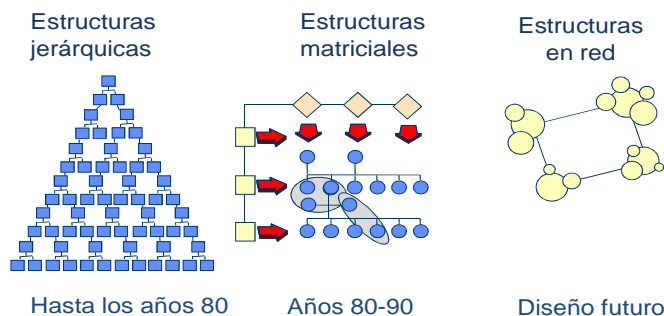 Estructuras
jerárquicas
Estructuras
matriciales
Estructuras
en red
Hasta los años 80
Años 80-90
Diseño futuro